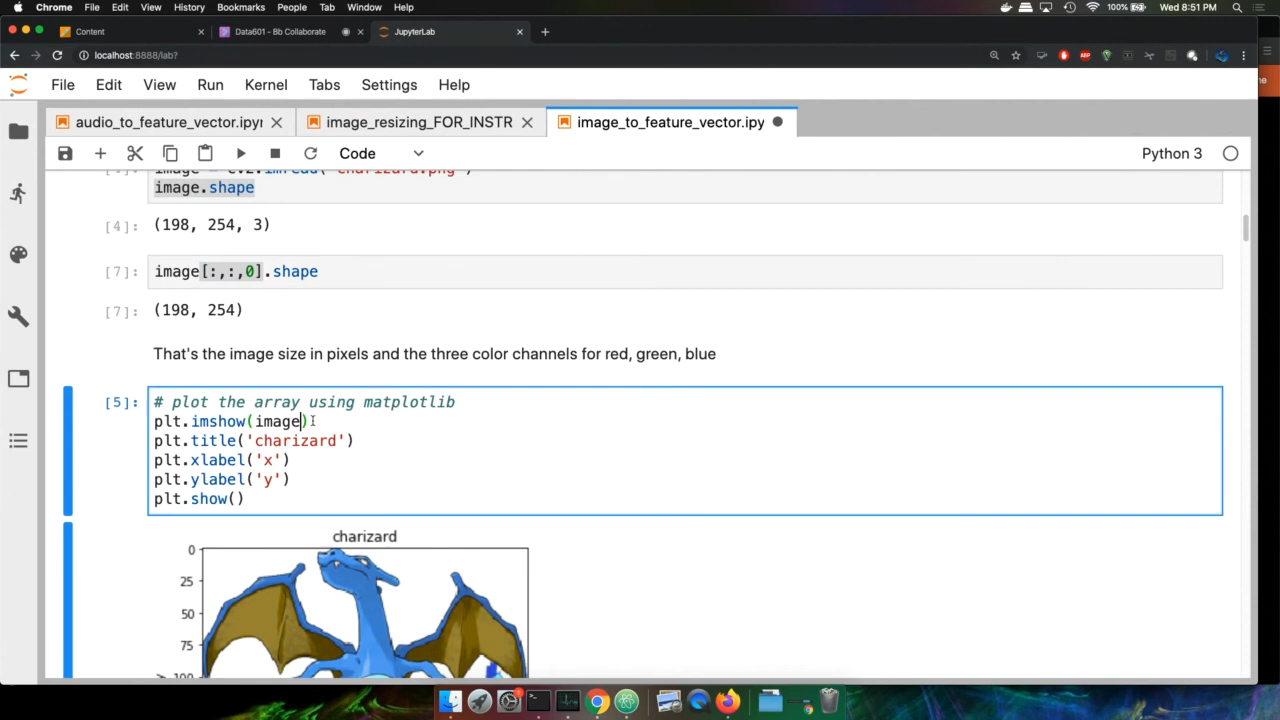 Chrome File Edit View History Bookmarks People Tab Window Help 100% Wed 8:51 PM
Content Data601 - Bb Collaborate JupyterLab
localhost:8888/lab?
File Edit View Run Kernel Tabs Settings Help
audio_to_feature_vector.ipynb image_resizing_FOR_INSTR image_to_feature_vector.ipy
Code Python 3
image.shape
[4]: (198, 254, 3)
[7]: image[:,:,0].shape
[7]: (198, 254)
That's the image size in pixels and the three color channels for red, green, blue
[5]: # plot the array using matplotlib
plt.imshow(image)
plt.title('charizard')
plt.xlabel('x')
plt.ylabel('y')
plt.show()
charizard
0
25
50
75